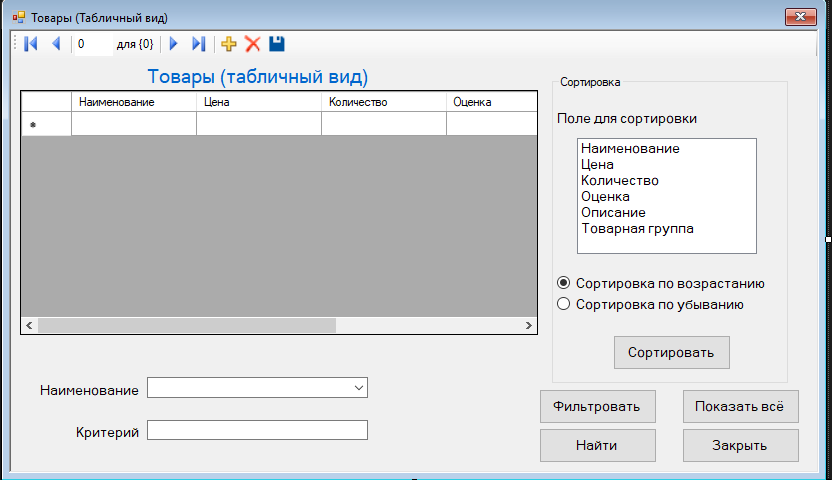 Товары (Табличный вид)
0 для {0}
Товары (табличный вид)
Наименование Цена Количество Оценка
Сортировка
Поле для сортировки
Наименование
Цена
Количество
Оценка
Описание
Товарная группа
Сортировка по возрастанию
Сортировка по убыванию
Сортировать
Наименование
Критерий
Фильтровать Показать всё
Найти Закрыть